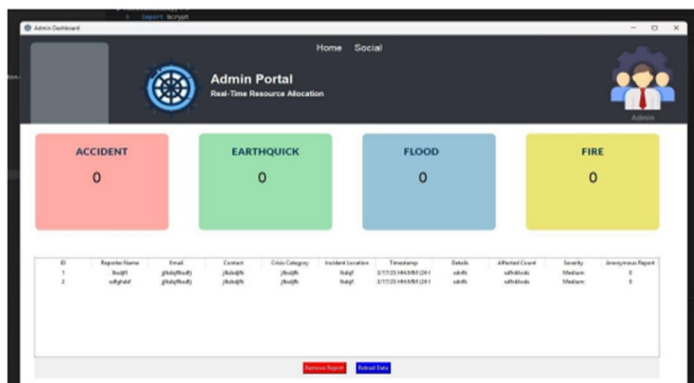 import bcrypt
Admin Dashboard
Home Social
Admin Portal
Real-Time Resource Allocation
Admin
ACCIDENT EARTHQUICK FLOOD FIRE
0 0 0 0
ID Reporter Name Email Contact Crisis Category Incident Location Timestamp Details Affected Count Severity Anonymous Report
1 Medium 0
2 Medium 0
Remove Report Reload Data